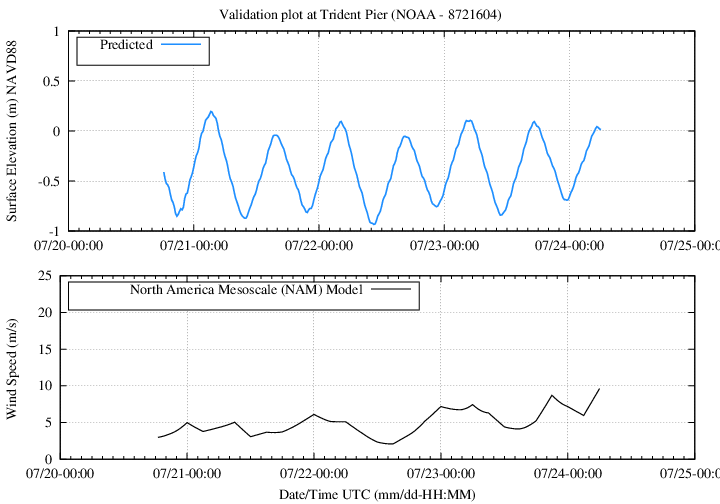 Validation plot at Trident Pier (NOAA - 8721604)
Surface Elevation (m) NAVD88
Predicted
1
0.5
0
-0.5
-1
07/20-00:00 07/21-00:00 07/22-00:00 07/23-00:00 07/24-00:00 07/25-00:0
Wind Speed (m/s)
North America Mesoscale (NAM) Model
25
20
15
10
5
0
07/20-00:00 07/21-00:00 07/22-00:00 07/23-00:00 07/24-00:00 07/25-00:0
Date/Time UTC (mm/dd-HH:MM)